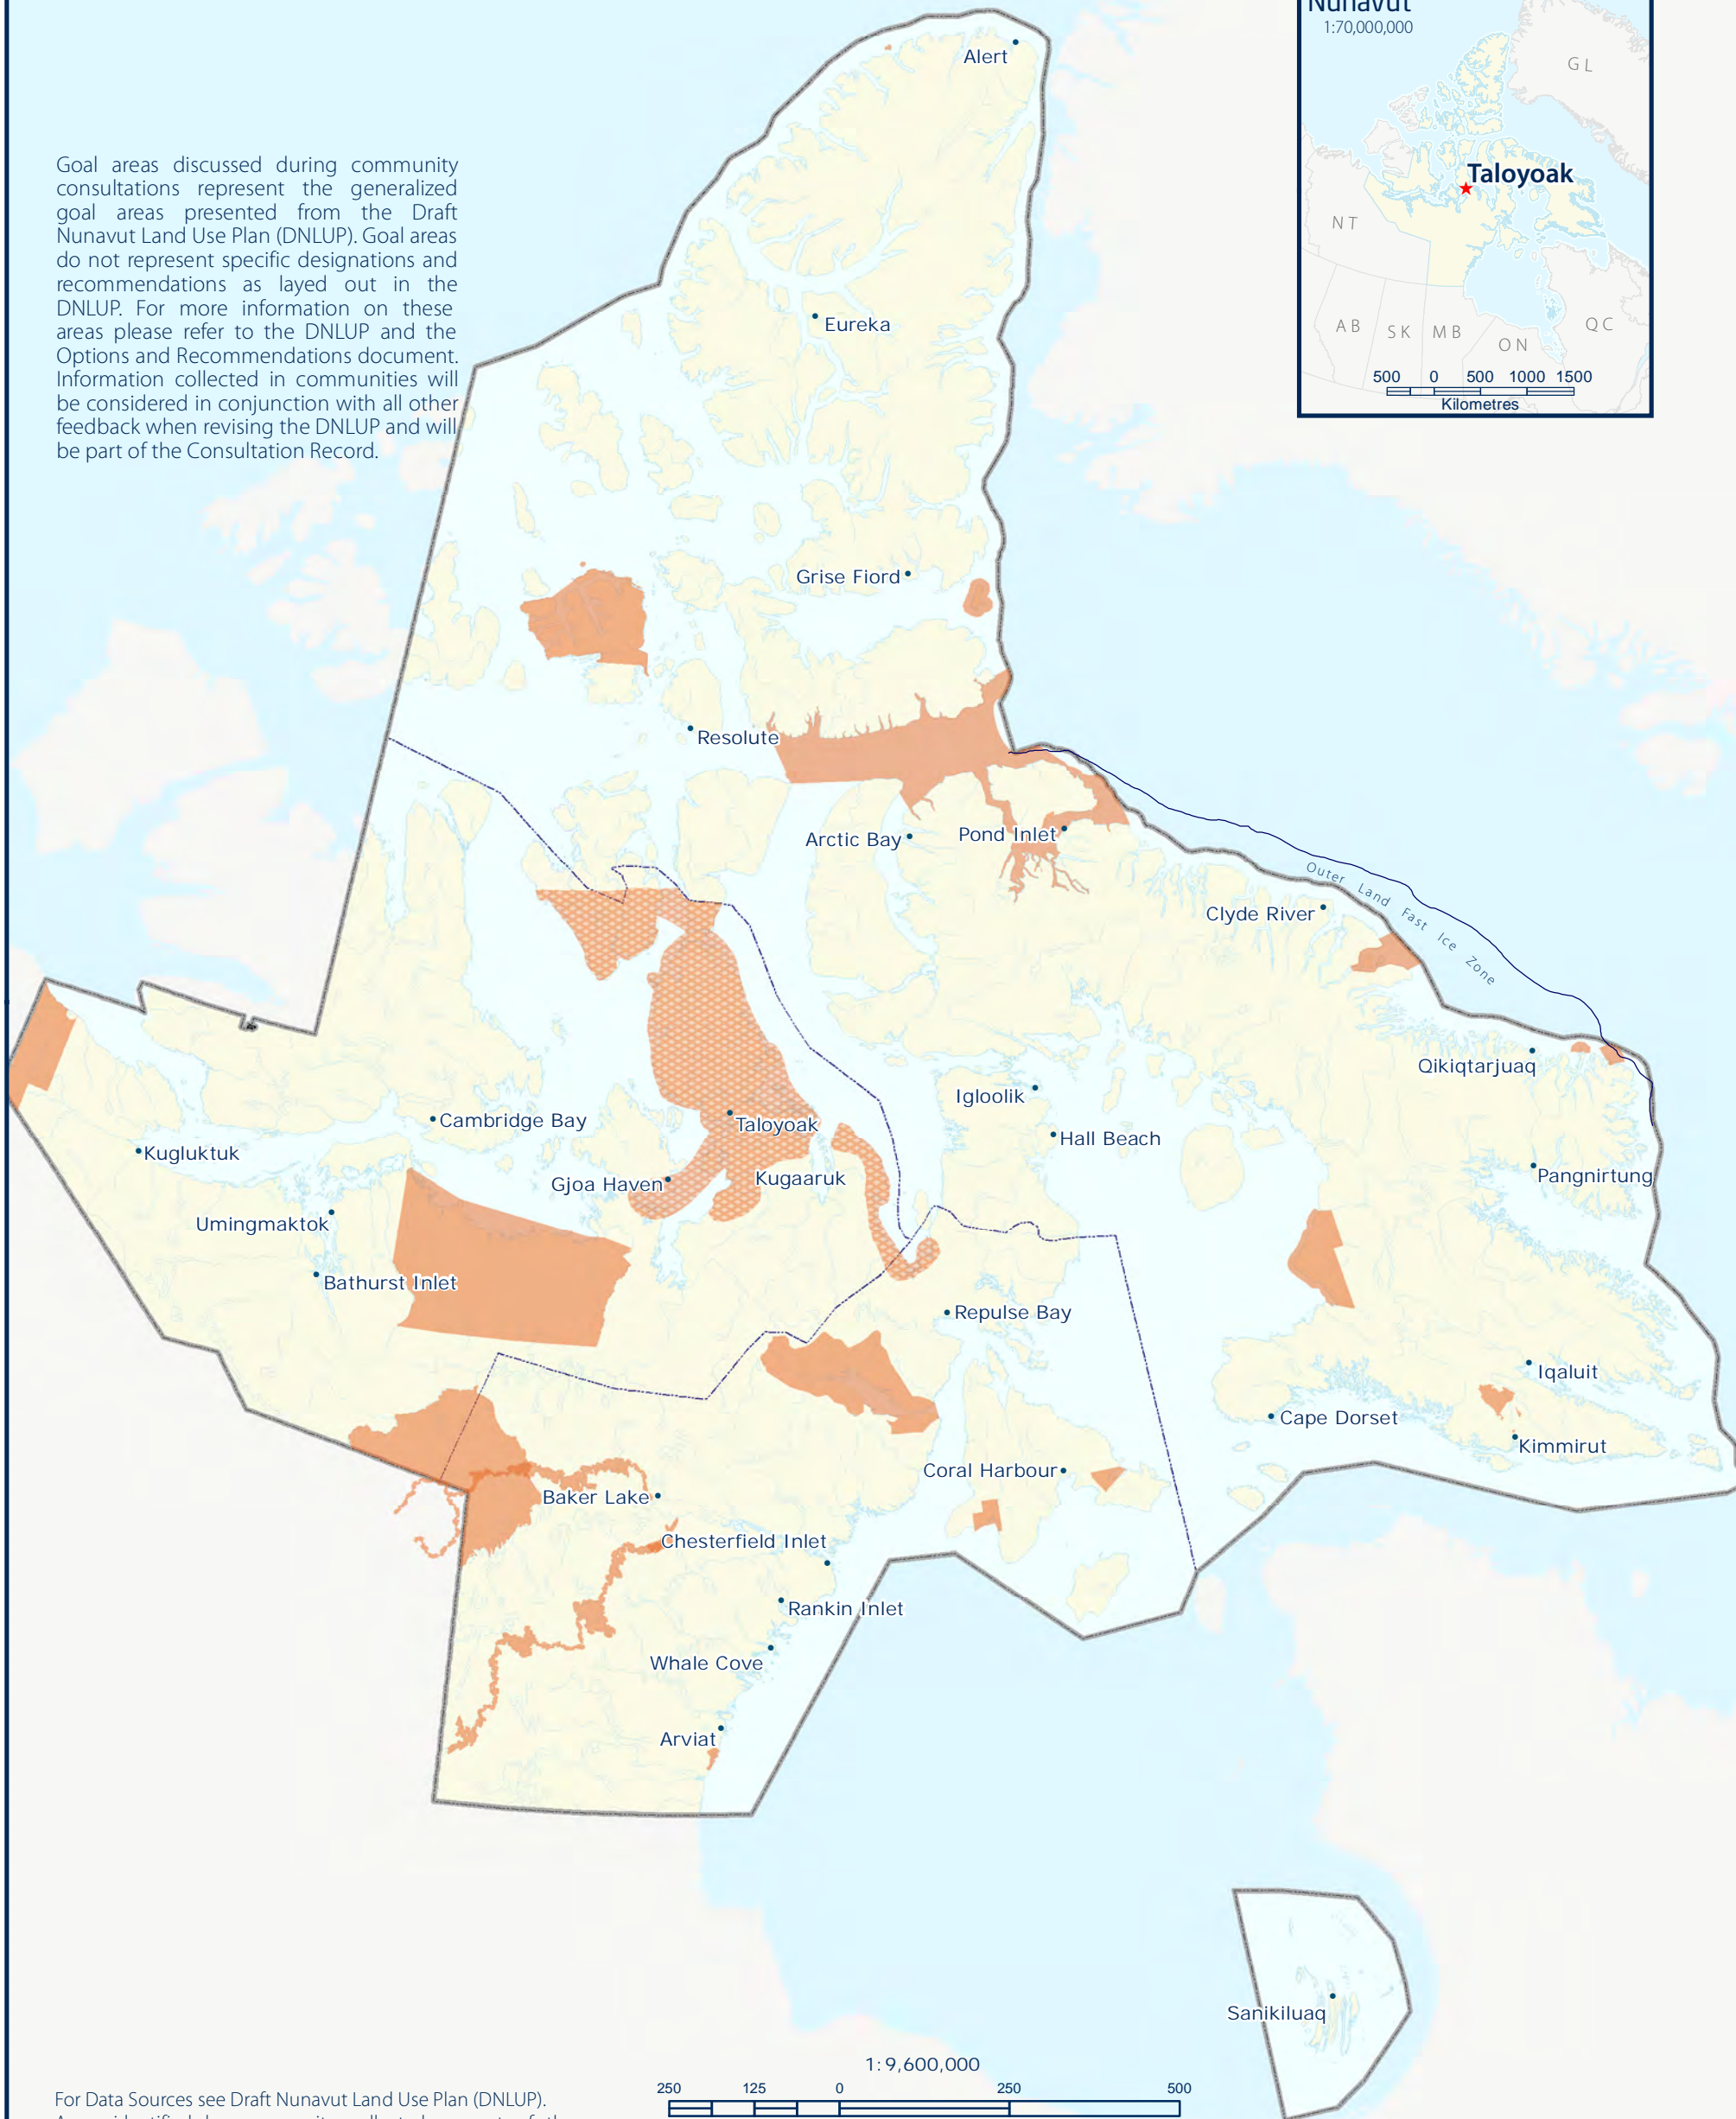 Nunavut
1:70,000,000
GL
Taloyoak
NT
AB
SK
MB
ON
QC
500 0 500 1000 1500
Kilometres
Goal areas discussed during community
consultations represent the generalized
goal areas presented from the Draft
Nunavut Land Use Plan (DNLUP). Goal areas
do not represent specific designations and
recommendations as layed out in the
DNLUP. For more information on these
areas please refer to the DNLUP and the
Options and Recommendations document.
Information collected in communities will
be considered in conjunction with all other
feedback when revising the DNLUP and will
be part of the Consultation Record.
Alert
Eureka
Grise Fiord
Resolute
Arctic Bay
Pond Inlet
Clyde River
Outer Land Fast Ice Zone
Qikiqtarjuaq
Igloolik
Cambridge Bay
Taloyoak
Hall Beach
Kugluktuk
Pangnirtung
Gjoa Haven
Kugaaruk
Umingmaktok
Bathurst Inlet
Repulse Bay
Iqaluit
Cape Dorset
Kimmirut
Coral Harbour
Baker Lake
Chesterfield Inlet
Rankin Inlet
Whale Cove
Arviat
Sanikiluaq
1:9,600,000
250 125 0 250 500
For Data Sources see Draft Nunavut Land Use Plan (DNLUP).